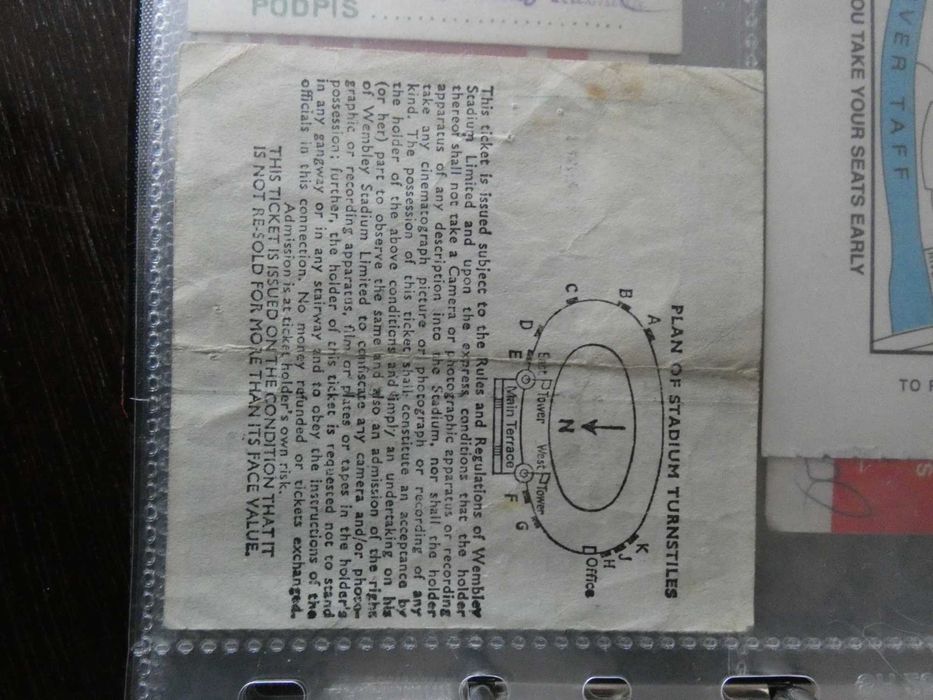 PLAN OF STADIUM TURNSTILES
A
B
C
D
E
East Tower
Main Terrace
West Tower
N
F
G
Office
H
J
K
This ticket is issued subject to the Rules and Regulations of Wembley
Stadium Limited and upon the express conditions that the holder
thereof shall not take a Camera or photographic apparatus or recording
apparatus of any description into the Stadium, nor shall the holder
take any cinematograph picture or photograph or recording of any
kind. The possession of this ticket shall constitute an acceptance by
the holder of the above conditions and imply an undertaking on his
(or her) part to observe the same and also an admission of the right
of Wembley Stadium Limited to confiscate any camera and/or photo-
graphic or recording apparatus, film or plates or tapes in the holder's
possession; further, the holder of this ticket is requested not to stand
in any gangway or in any stairway and to obey the instructions of the
officials in this connection. No money refunded or tickets exchanged.
Admission is at ticket holder's own risk.
THIS TICKET IS ISSUED ON THE CONDITION THAT IT
IS NOT RE-SOLD FOR MORE THAN ITS FACE VALUE.
PODPIS
VER TAFF
OU TAKE YOUR SEATS EARLY
TO